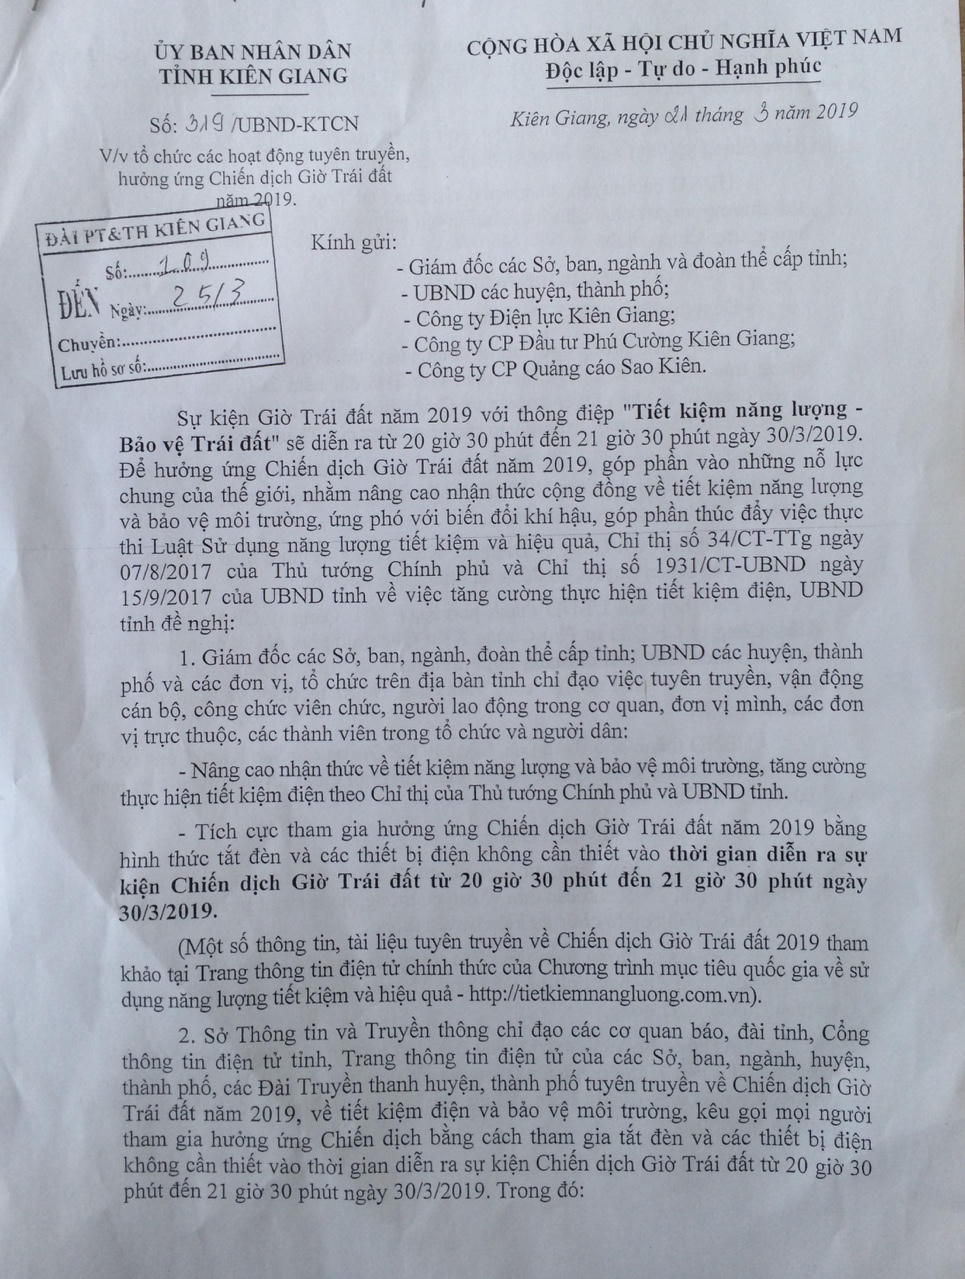 ỦY BAN NHÂN DÂN
TỈNH KIÊN GIANG
CỘNG HÒA XÃ HỘI CHỦ NGHĨA VIỆT NAM
Độc lập - Tự do - Hạnh phúc
Số: 319 /UBND-KTCN
Kiên Giang, ngày 21 tháng 3 năm 2019
V/v tổ chức các hoạt động tuyên truyền,
hưởng ứng Chiến dịch Giờ Trái đất
năm 2019.
ĐÀI PT&TH KIÊN GIANG
Số:.....209
ĐẾN
Ngày:...25/3
Chuyển:
Lưu hồ sơ số:
Kính gửi:
- Giám đốc các Sở, ban, ngành và đoàn thể cấp tỉnh;
- UBND các huyện, thành phố;
- Công ty Điện lực Kiên Giang;
- Công ty CP Đầu tư Phú Cường Kiên Giang;
- Công ty CP Quảng cáo Sao Kiên.
Sự kiện Giờ Trái đất năm 2019 với thông điệp "Tiết kiệm năng lượng -
Bảo vệ Trái đất" sẽ diễn ra từ 20 giờ 30 phút đến 21 giờ 30 phút ngày 30/3/2019.
Để hưởng ứng Chiến dịch Giờ Trái đất năm 2019, góp phần vào những nỗ lực
chung của thế giới, nhằm nâng cao nhận thức cộng đồng về tiết kiệm năng lượng
và bảo vệ môi trường, ứng phó với biến đổi khí hậu, góp phần thúc đẩy việc thực
thi Luật Sử dụng năng lượng tiết kiệm và hiệu quả, Chỉ thị số 34/CT-TTg ngày
07/8/2017 của Thủ tướng Chính phủ và Chỉ thị số 1931/CT-UBND ngày
15/9/2017 của UBND tỉnh về việc tăng cường thực hiện tiết kiệm điện, UBND
tỉnh đề nghị:
1. Giám đốc các Sở, ban, ngành, đoàn thể cấp tỉnh; UBND các huyện, thành
phố và các đơn vị, tổ chức trên địa bàn tỉnh chỉ đạo việc tuyên truyền, vận động
cán bộ, công chức viên chức, người lao động trong cơ quan, đơn vị mình, các đơn
vị trực thuộc, các thành viên trong tổ chức và người dân:
- Nâng cao nhận thức về tiết kiệm năng lượng và bảo vệ môi trường, tăng cường
thực hiện tiết kiệm điện theo Chỉ thị của Thủ tướng Chính phủ và UBND tỉnh.
- Tích cực tham gia hưởng ứng Chiến dịch Giờ Trái đất năm 2019 bằng
hình thức tắt đèn và các thiết bị điện không cần thiết vào thời gian diễn ra sự
kiện Chiến dịch Giờ Trái đất từ 20 giờ 30 phút đến 21 giờ 30 phút ngày
30/3/2019.
(Một số thông tin, tài liệu tuyên truyền về Chiến dịch Giờ Trái đất 2019 tham
khảo tại Trang thông tin điện tử chính thức của Chương trình mục tiêu quốc gia về sử
dụng năng lượng tiết kiệm và hiệu quả - http://tietkiemnangluong.com.vn).
2. Sở Thông tin và Truyền thông chỉ đạo các cơ quan báo, đài tỉnh, Cổng
thông tin điện tử tỉnh, Trang thông tin điện tử của các Sở, ban, ngành, huyện,
thành phố, các Đài Truyền thanh huyện, thành phố tuyên truyền về Chiến dịch Giờ
Trái đất năm 2019, về tiết kiệm điện và bảo vệ môi trường, kêu gọi mọi người
tham gia hưởng ứng Chiến dịch bằng cách tham gia tắt đèn và các thiết bị điện
không cần thiết vào thời gian diễn ra sự kiện Chiến dịch Giờ Trái đất từ 20 giờ 30
phút đến 21 giờ 30 phút ngày 30/3/2019. Trong đó: